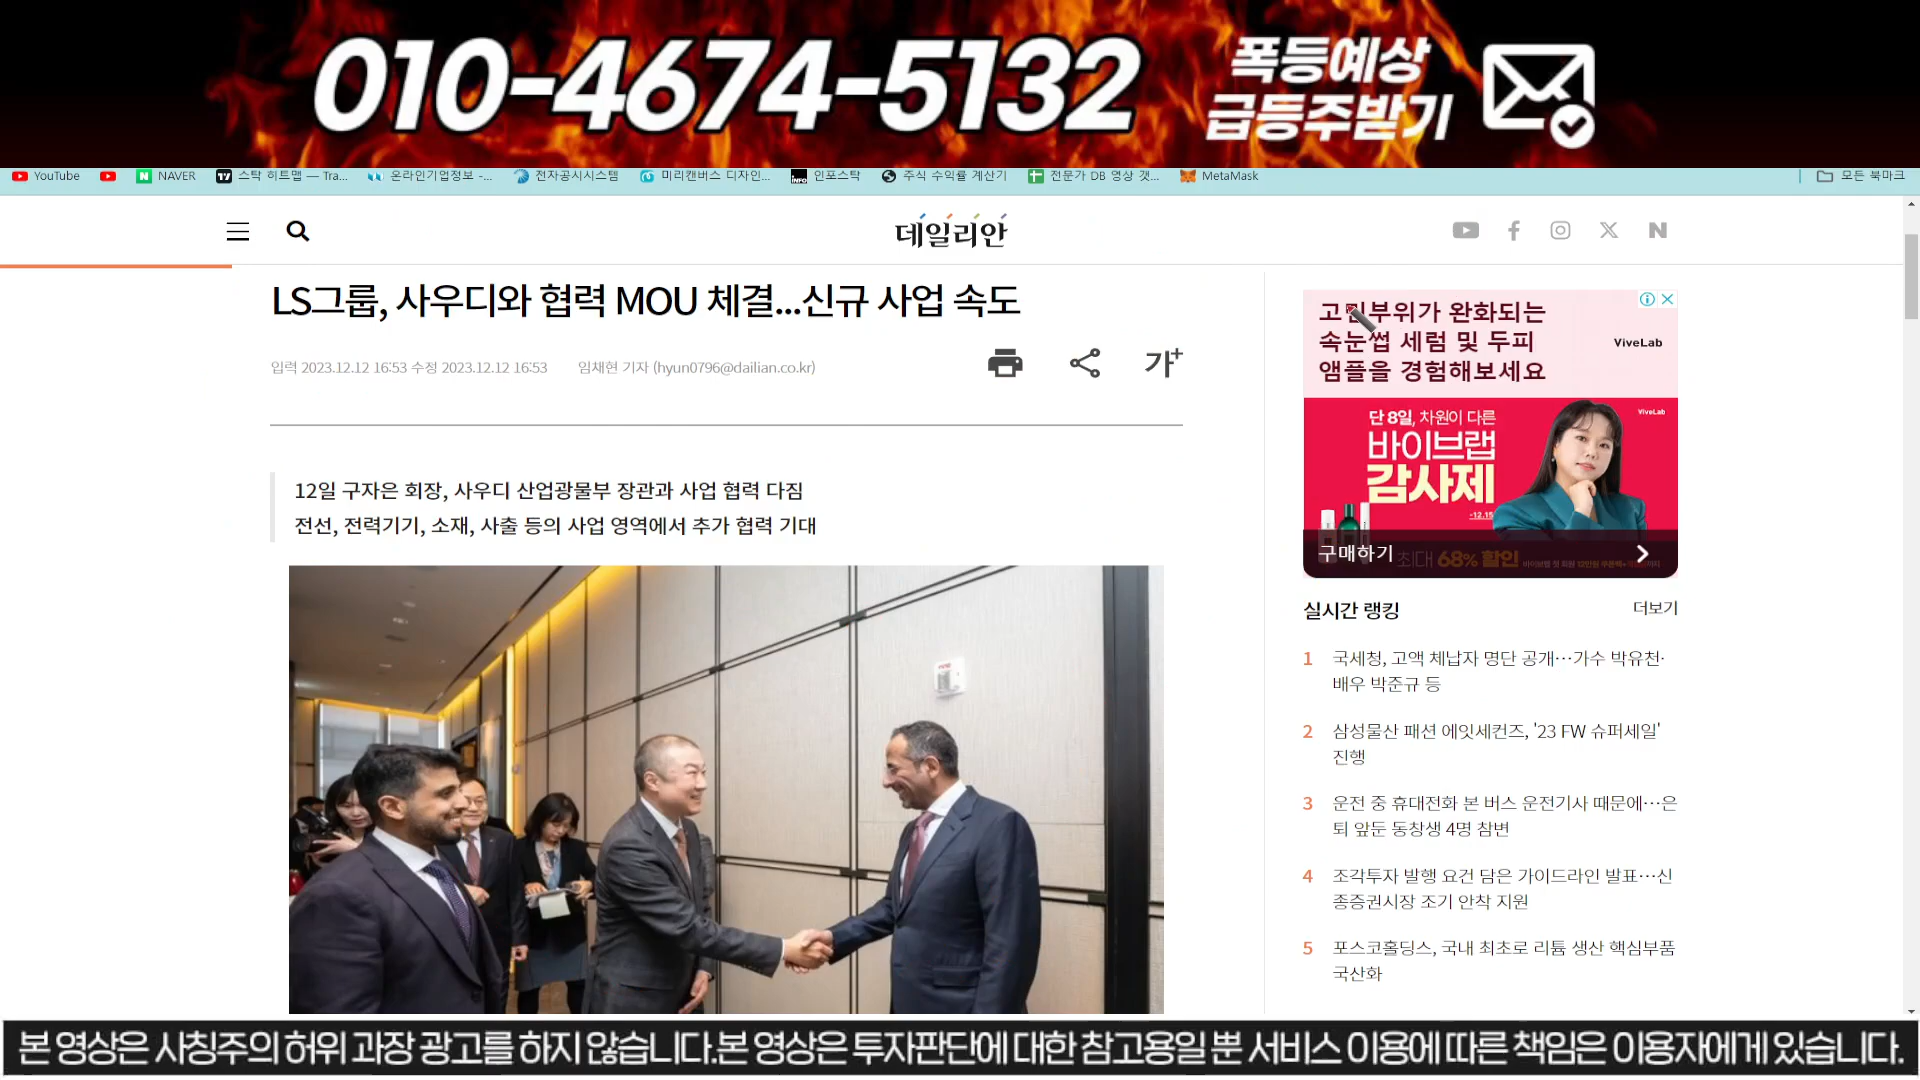 010-4674-5132
폭등예상
급등주받기
YouTube
NAVER
스탁 히트맵 — Tra...
온라인기업정보 -...
전자공시시스템
미리캔버스 디자인...
인포스탁
주식 수익률 계산기
전문가 DB 영상 갯...
MetaMask
모든 북마크
데일리안
LS그룹, 사우디와 협력 MOU 체결...신규 사업 속도
입력 2023.12.12 16:53 수정 2023.12.12 16:53 임채현 기자 (hyun0796@dailian.co.kr)
가+
12일 구자은 회장, 사우디 산업광물부 장관과 사업 협력 다짐
전선, 전력기기, 소재, 사출 등의 사업 영역에서 추가 협력 기대
부위가 완화되는
속눈썹 세럼 및 두피
앰플을 경험해보세요
ViveLab
단 8일, 차원이 다른
바이브랩
감사제
ViveLab
-12.15
구매하기
최대 68% 할인
실시간 랭킹
더보기
1 국세청, 고액 체납자 명단 공개…가수 박유천·
배우 박준규 등
2 삼성물산 패션 에잇세컨즈, '23 FW 슈퍼세일'
진행
3 운전 중 휴대전화 본 버스 운전기사 때문에…은
퇴 앞둔 동창생 4명 참변
4 조각투자 발행 요건 담은 가이드라인 발표…신
종증권시장 조기 안착 지원
5 포스코홀딩스, 국내 최초로 리튬 생산 핵심부품
국산화
본 영상은 사칭주의 허위 과장 광고를 하지 않습니다.본 영상은 투자판단에 대한 참고용일 뿐 서비스 이용에 따른 책임은 이용자에게 있습니다.